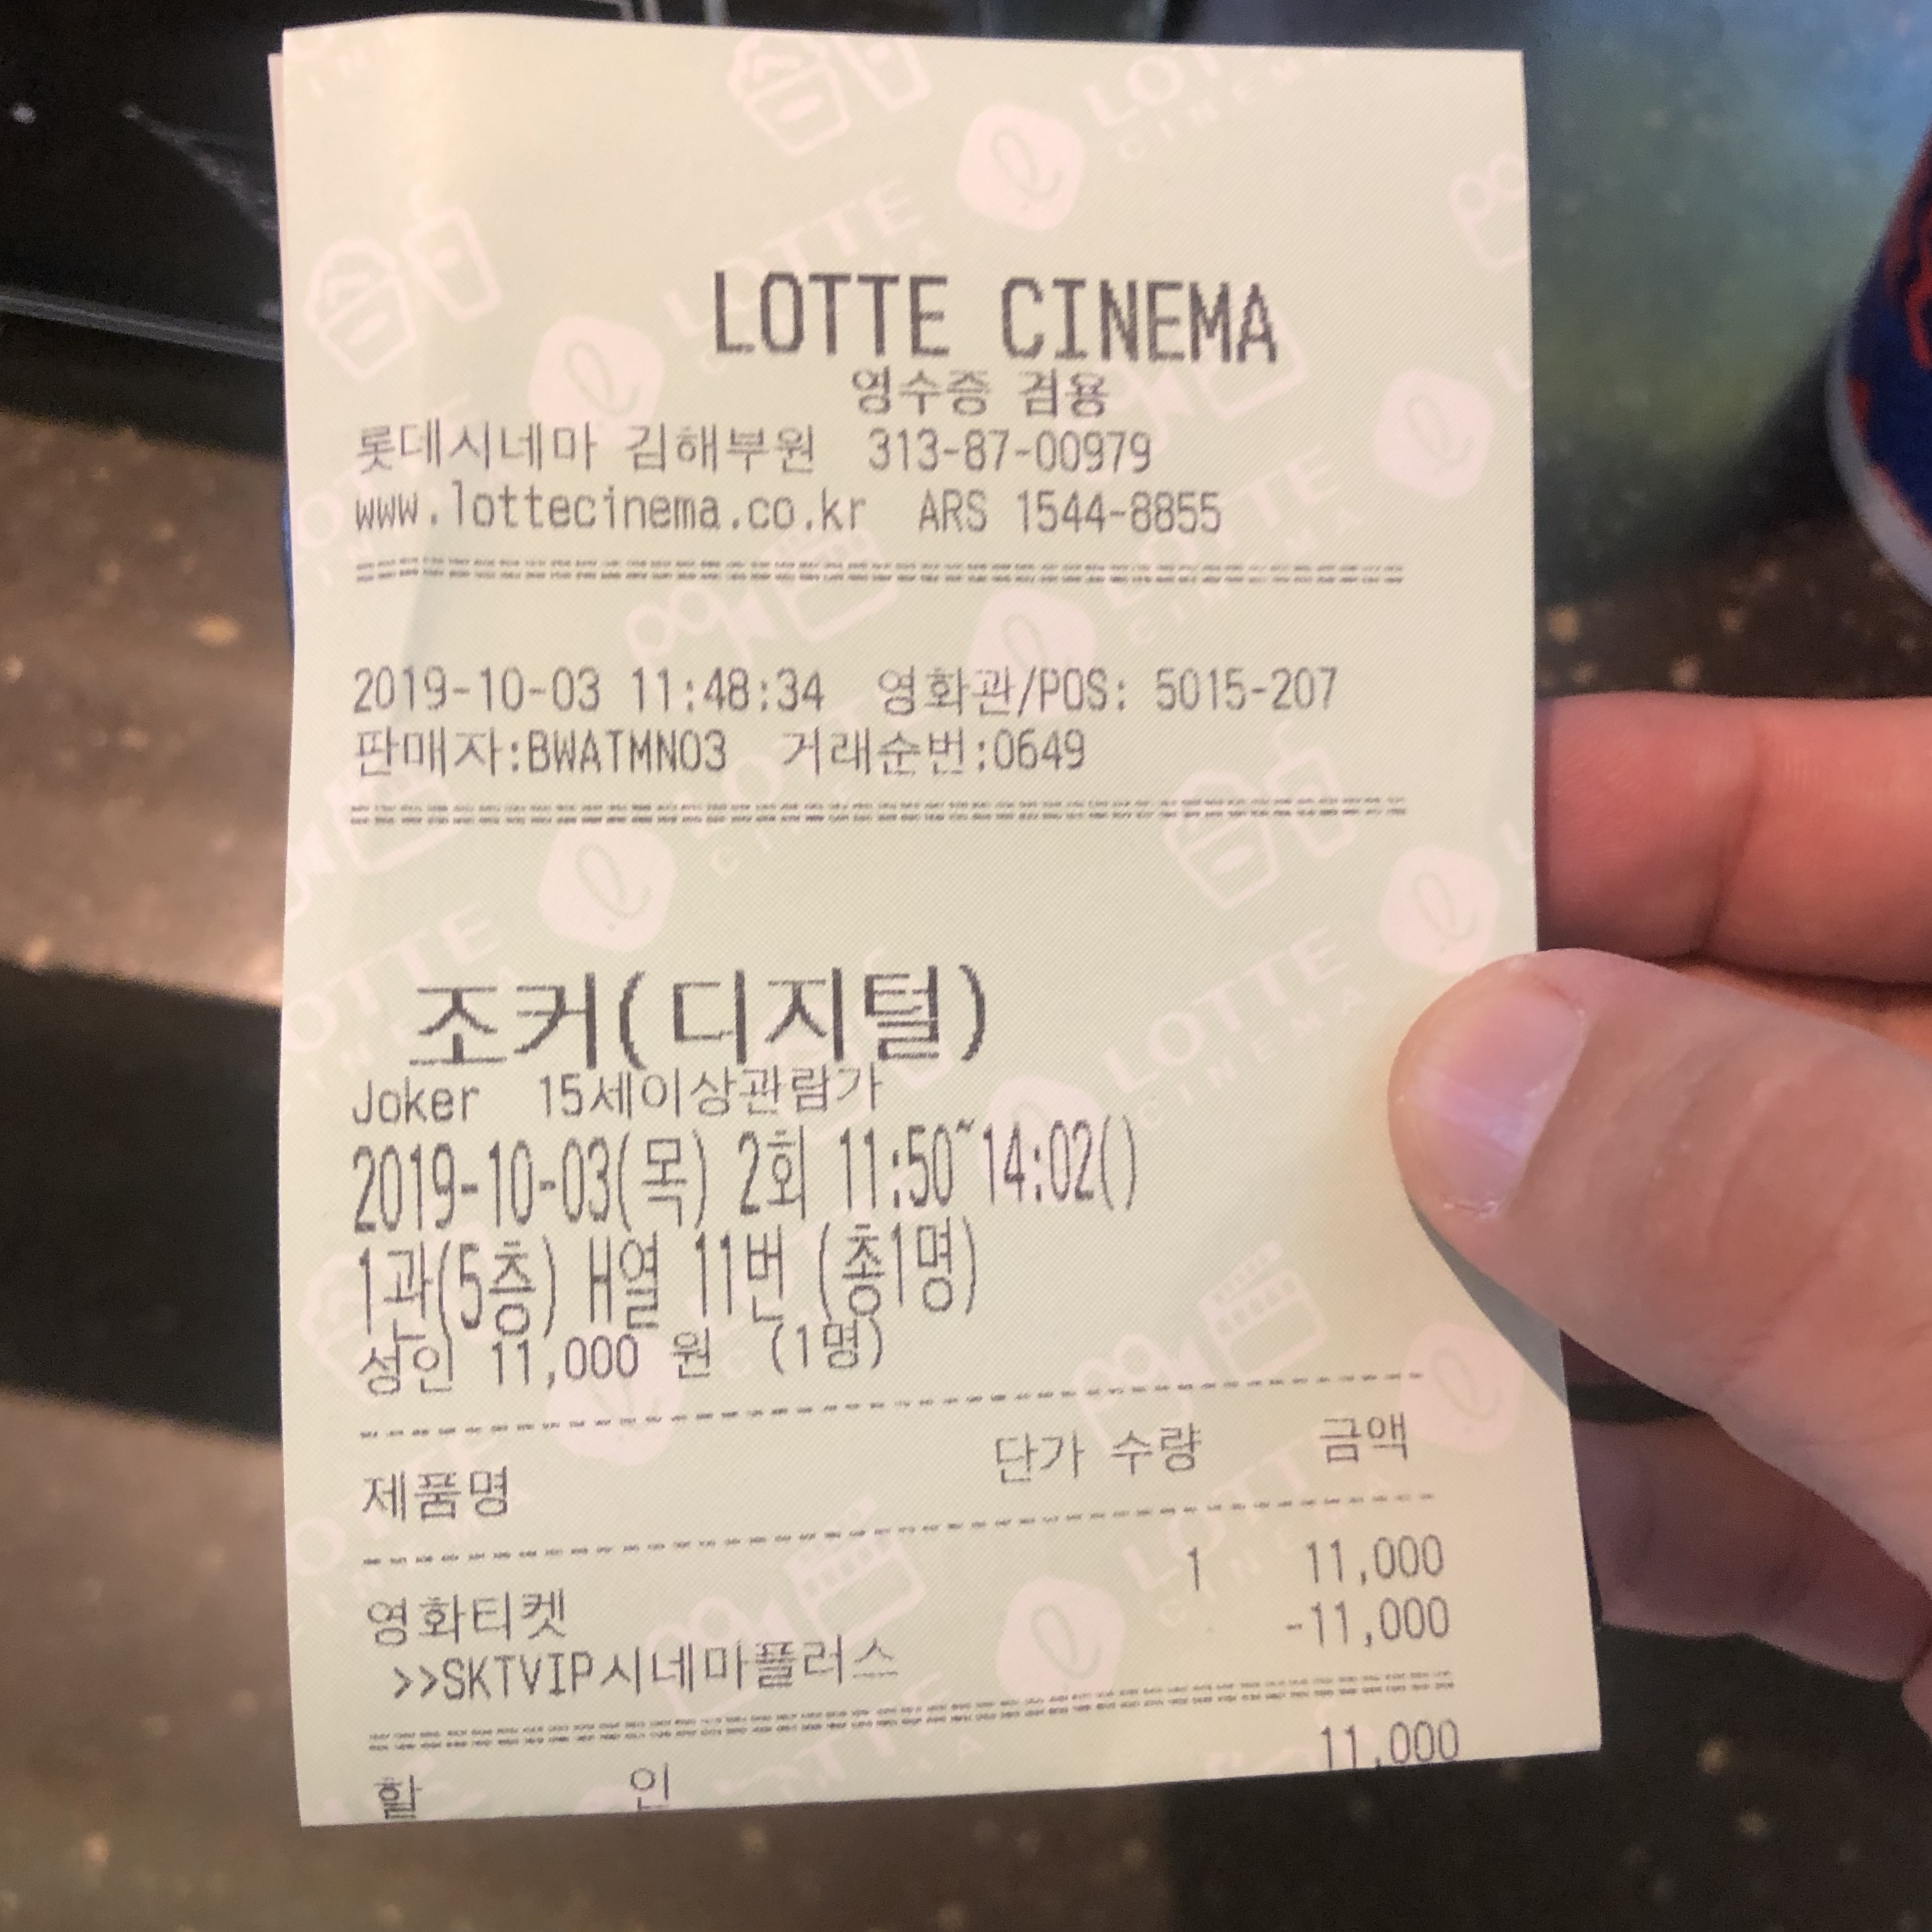 LOTTE CINEMA
영수증 겸용
롯데시네마 김해부원 313-87-00979
www.lottecinema.co.kr ARS 1544-8855
2019-10-03 11:48:34 영화관/POS: 5015-207
판매자:BWATMN03 거래순번:0649
조커(디지털)
Joker 15세이상관람가
2019-10-03(목) 2회 11:50~14:02()
1관(5층) H열 11번 (총1명)
성인 11,000 원 (1명)
제품명 단가 수량 금액
영화티켓 1 11,000
>>SKTVIP시네마플러스 -11,000
할 인 11,000